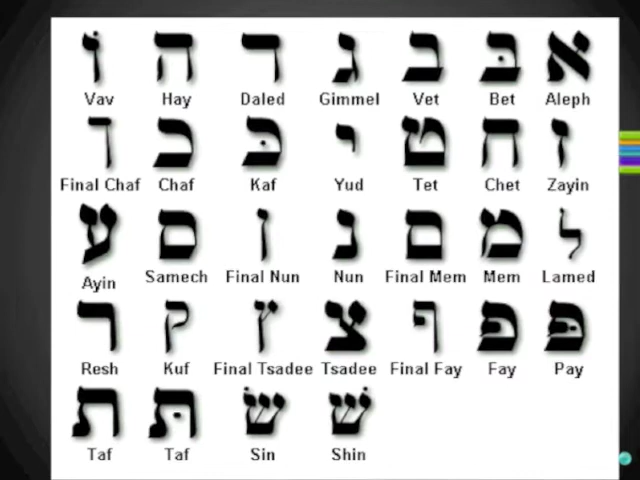 א בּ ב ג ד ה וֹ
Vav Hay Daled Gimmel Vet Bet Aleph
ז ח ט י כּ כ ך
Final Chaf Chaf Kaf Yud Tet Chet Zayin
ל מ ם נ ן ס ע
Ayin Samech Final Nun Nun Final Mem Mem Lamed
פּ פ ף צ ץ ק ר
Resh Kuf Final Tsadee Tsadee Final Fay Fay Pay
שׁ שׂ תּ ת
Taf Taf Sin Shin